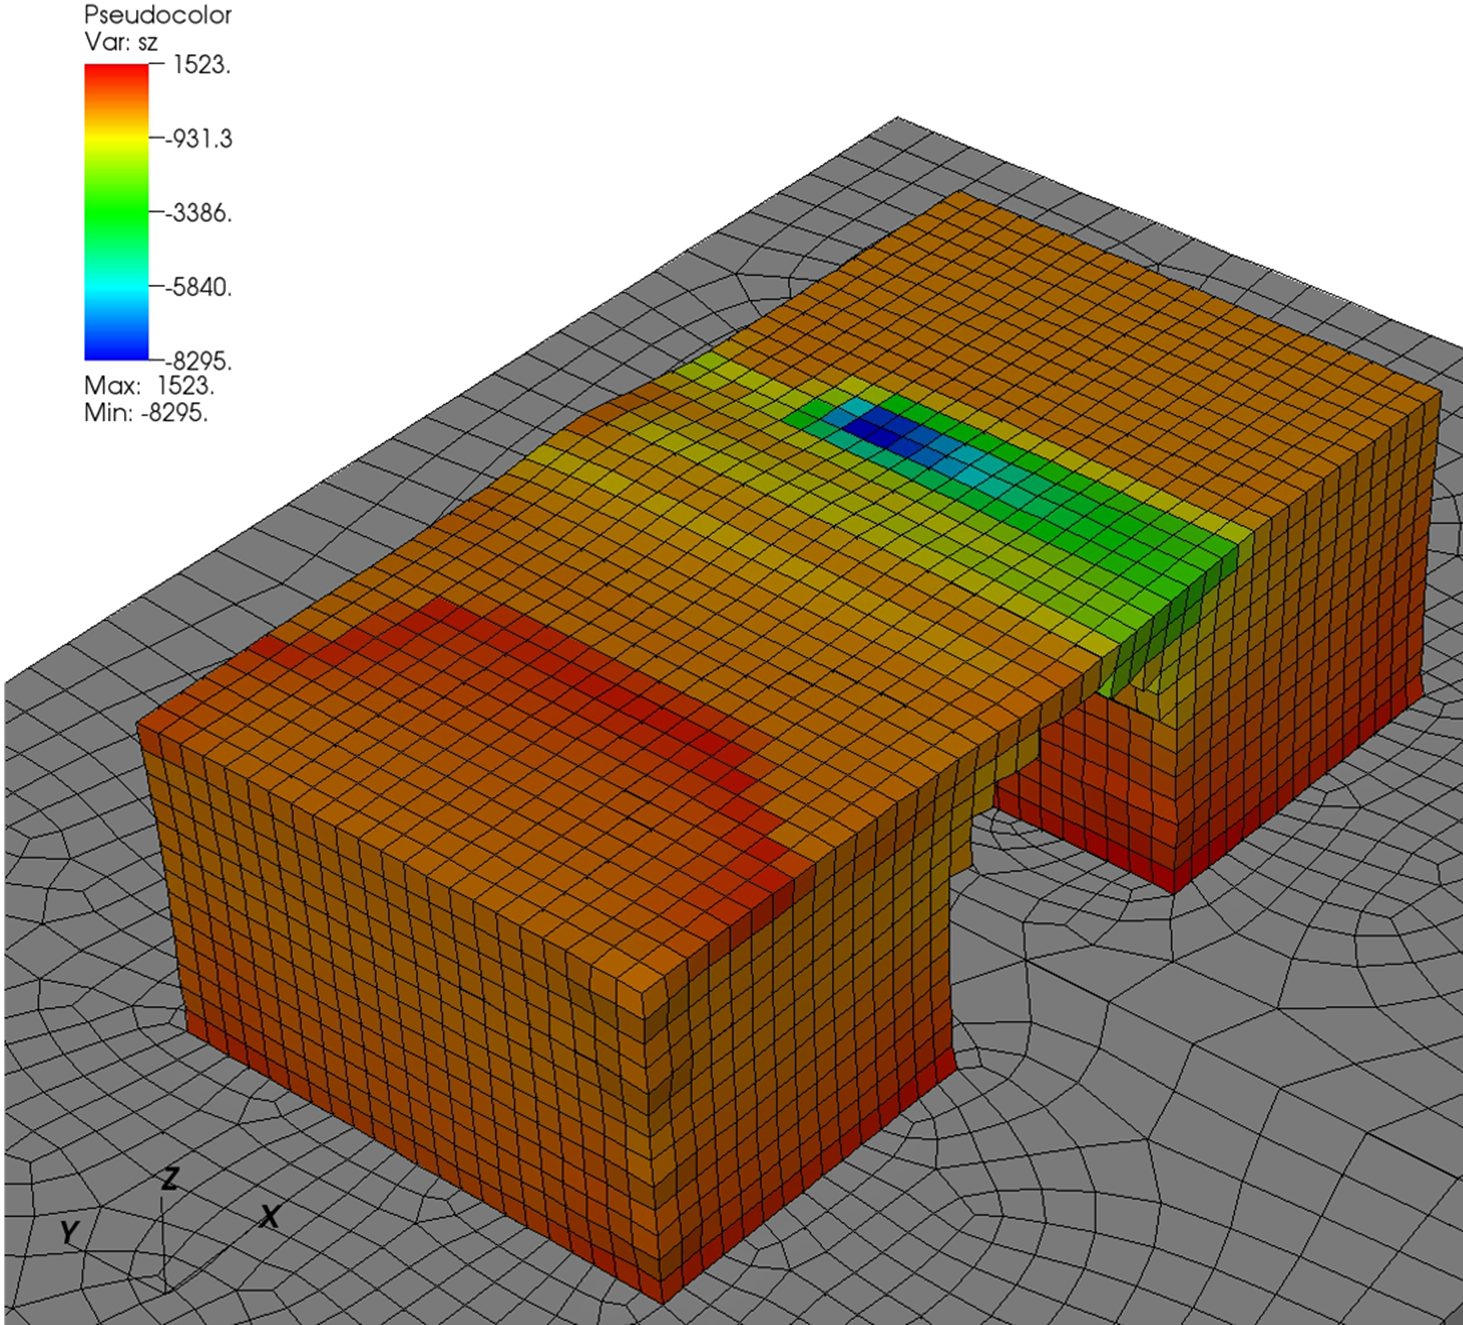 Pseudocolor
Var: sz
1523.
-931.3
-3386.
-5840.
-8295.
Max: 1523.
Min: -8295.
Z
Y
X